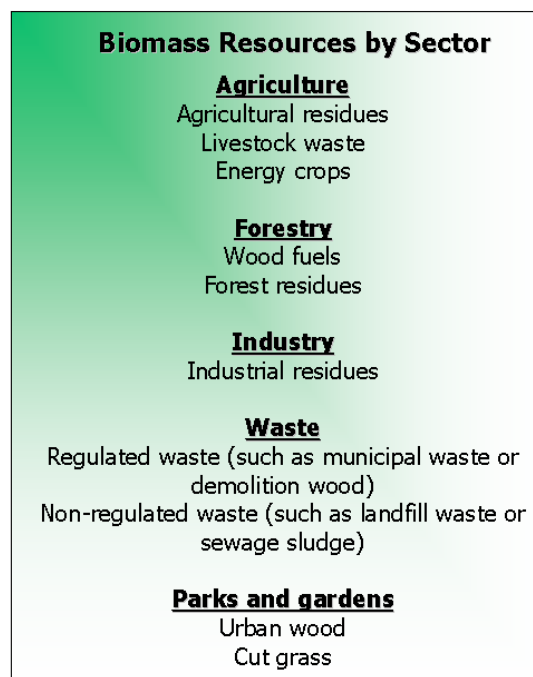 Biomass Resources by Sector
Agriculture
Agricultural residues
Livestock waste
Energy crops
Forestry
Wood fuels
Forest residues
Industry
Industrial residues
Waste
Regulated waste (such as municipal waste or
demolition wood)
Non-regulated waste (such as landfill waste or
sewage sludge)
Parks and gardens
Urban wood
Cut grass